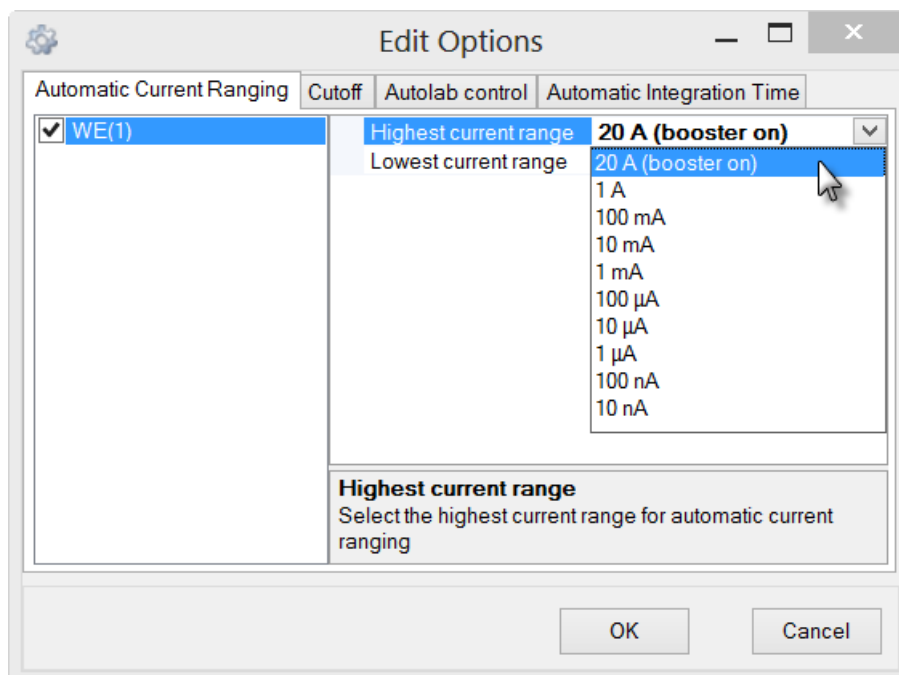 Edit Options
Automatic Current Ranging Cutoff Autolab control Automatic Integration Time
WE(1)
Highest current range 20 A (booster on)
Lowest current range
20 A (booster on)
1 A
100 mA
10 mA
1 mA
100 µA
10 µA
1 µA
100 nA
10 nA
Highest current range
Select the highest current range for automatic current
ranging
OK Cancel